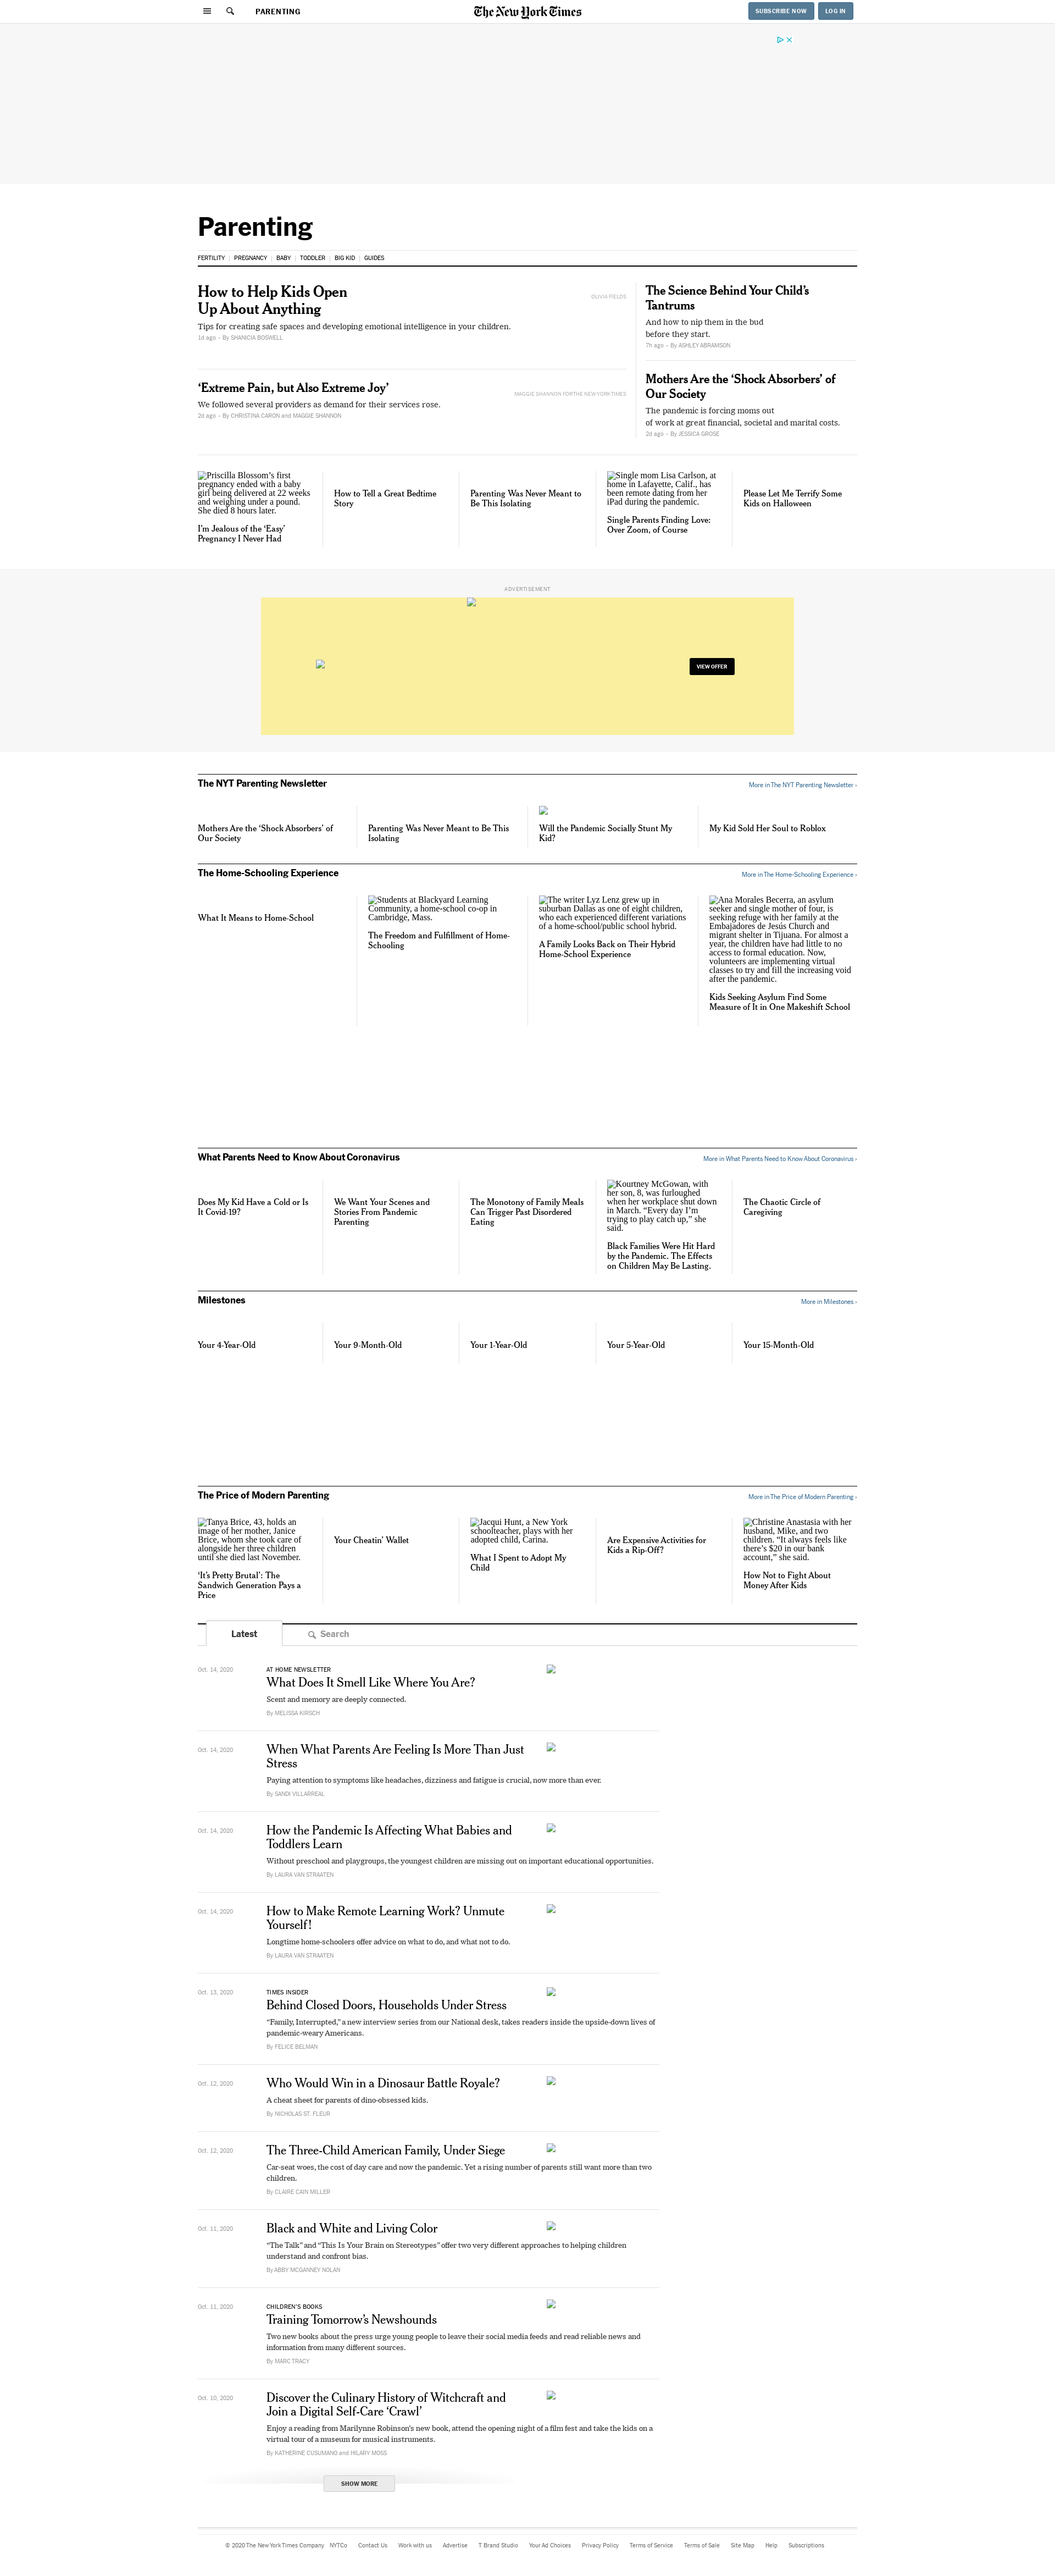 PARENTING
The New York Times
SUBSCRIBE NOW
LOG IN
Parenting
FERTILITY
PREGNANCY
BABY
TODDLER
BIG KID
GUIDES
How to Help Kids Open
Up About Anything
OLIVIA FIELDS
Tips for creating safe spaces and developing emotional intelligence in your children.
1d ago – By SHANICIA BOSWELL
‘Extreme Pain, but Also Extreme Joy’
MAGGIE SHANNON FOR THE NEW YORK TIMES
We followed several providers as demand for their services rose.
2d ago – By CHRISTINA CARON and MAGGIE SHANNON
The Science Behind Your Child’s
Tantrums
And how to nip them in the bud
before they start.
7h ago – By ASHLEY ABRAMSON
Mothers Are the ‘Shock Absorbers’ of
Our Society
The pandemic is forcing moms out
of work at great financial, societal and marital costs.
2d ago – By JESSICA GROSE
Priscilla Blossom’s first
pregnancy ended with a baby
girl being delivered at 22 weeks
and weighing under a pound.
She died 8 hours later.
I’m Jealous of the ‘Easy’
Pregnancy I Never Had
How to Tell a Great Bedtime
Story
Parenting Was Never Meant to
Be This Isolating
Single mom Lisa Carlson, at
home in Lafayette, Calif., has
been remote dating from her
iPad during the pandemic.
Single Parents Finding Love:
Over Zoom, of Course
Please Let Me Terrify Some
Kids on Halloween
ADVERTISEMENT
VIEW OFFER
The NYT Parenting Newsletter
More in The NYT Parenting Newsletter ›
Mothers Are the ‘Shock Absorbers’ of
Our Society
Parenting Was Never Meant to Be This
Isolating
Will the Pandemic Socially Stunt My
Kid?
My Kid Sold Her Soul to Roblox
The Home-Schooling Experience
More in The Home-Schooling Experience ›
What It Means to Home-School
Students at Blackyard Learning
Community, a home-school co-op in
Cambridge, Mass.
The Freedom and Fulfillment of Home-
Schooling
The writer Lyz Lenz grew up in
suburban Dallas as one of eight children,
who each experienced different variations
of a home-school/public school hybrid.
A Family Looks Back on Their Hybrid
Home-School Experience
Ana Morales Becerra, an asylum
seeker and single mother of four, is
seeking refuge with her family at the
Embajadores de Jesús Church and
migrant shelter in Tijuana. For almost a
year, the children have had little to no
access to formal education. Now,
volunteers are implementing virtual
classes to try and fill the increasing void
after the pandemic.
Kids Seeking Asylum Find Some
Measure of It in One Makeshift School
What Parents Need to Know About Coronavirus
More in What Parents Need to Know About Coronavirus ›
Does My Kid Have a Cold or Is
It Covid-19?
We Want Your Scenes and
Stories From Pandemic
Parenting
The Monotony of Family Meals
Can Trigger Past Disordered
Eating
Kourtney McGowan, with
her son, 8, was furloughed
when her workplace shut down
in March. “Every day I’m
trying to play catch up,” she
said.
Black Families Were Hit Hard
by the Pandemic. The Effects
on Children May Be Lasting.
The Chaotic Circle of
Caregiving
Milestones
More in Milestones ›
Your 4-Year-Old
Your 9-Month-Old
Your 1-Year-Old
Your 5-Year-Old
Your 15-Month-Old
The Price of Modern Parenting
More in The Price of Modern Parenting ›
Tanya Brice, 43, holds an
image of her mother, Janice
Brice, whom she took care of
alongside her three children
until she died last November.
‘It’s Pretty Brutal’: The
Sandwich Generation Pays a
Price
Your Cheatin’ Wallet
Jacqui Hunt, a New York
schoolteacher, plays with her
adopted child, Carina.
What I Spent to Adopt My
Child
Are Expensive Activities for
Kids a Rip-Off?
Christine Anastasia with her
husband, Mike, and two
children. “It always feels like
there’s $20 in our bank
account,” she said.
How Not to Fight About
Money After Kids
Latest
Search
Oct. 14, 2020
AT HOME NEWSLETTER
What Does It Smell Like Where You Are?
Scent and memory are deeply connected.
By MELISSA KIRSCH
Oct. 14, 2020
When What Parents Are Feeling Is More Than Just
Stress
Paying attention to symptoms like headaches, dizziness and fatigue is crucial, now more than ever.
By SANDI VILLARREAL
Oct. 14, 2020
How the Pandemic Is Affecting What Babies and
Toddlers Learn
Without preschool and playgroups, the youngest children are missing out on important educational opportunities.
By LAURA VAN STRAATEN
Oct. 14, 2020
How to Make Remote Learning Work? Unmute
Yourself!
Longtime home-schoolers offer advice on what to do, and what not to do.
By LAURA VAN STRAATEN
Oct. 13, 2020
TIMES INSIDER
Behind Closed Doors, Households Under Stress
“Family, Interrupted,” a new interview series from our National desk, takes readers inside the upside-down lives of
pandemic-weary Americans.
By FELICE BELMAN
Oct. 12, 2020
Who Would Win in a Dinosaur Battle Royale?
A cheat sheet for parents of dino-obsessed kids.
By NICHOLAS ST. FLEUR
Oct. 12, 2020
The Three-Child American Family, Under Siege
Car-seat woes, the cost of day care and now the pandemic. Yet a rising number of parents still want more than two
children.
By CLAIRE CAIN MILLER
Oct. 11, 2020
Black and White and Living Color
“The Talk” and “This Is Your Brain on Stereotypes” offer two very different approaches to helping children
understand and confront bias.
By ABBY MCGANNEY NOLAN
Oct. 11, 2020
CHILDREN’S BOOKS
Training Tomorrow’s Newshounds
Two new books about the press urge young people to leave their social media feeds and read reliable news and
information from many different sources.
By MARC TRACY
Oct. 10, 2020
Discover the Culinary History of Witchcraft and
Join a Digital Self-Care ‘Crawl’
Enjoy a reading from Marilynne Robinson’s new book, attend the opening night of a film fest and take the kids on a
virtual tour of a museum for musical instruments.
By KATHERINE CUSUMANO and HILARY MOSS
SHOW MORE
© 2020 The New York Times Company
NYTCo
Contact Us
Work with us
Advertise
T Brand Studio
Your Ad Choices
Privacy Policy
Terms of Service
Terms of Sale
Site Map
Help
Subscriptions